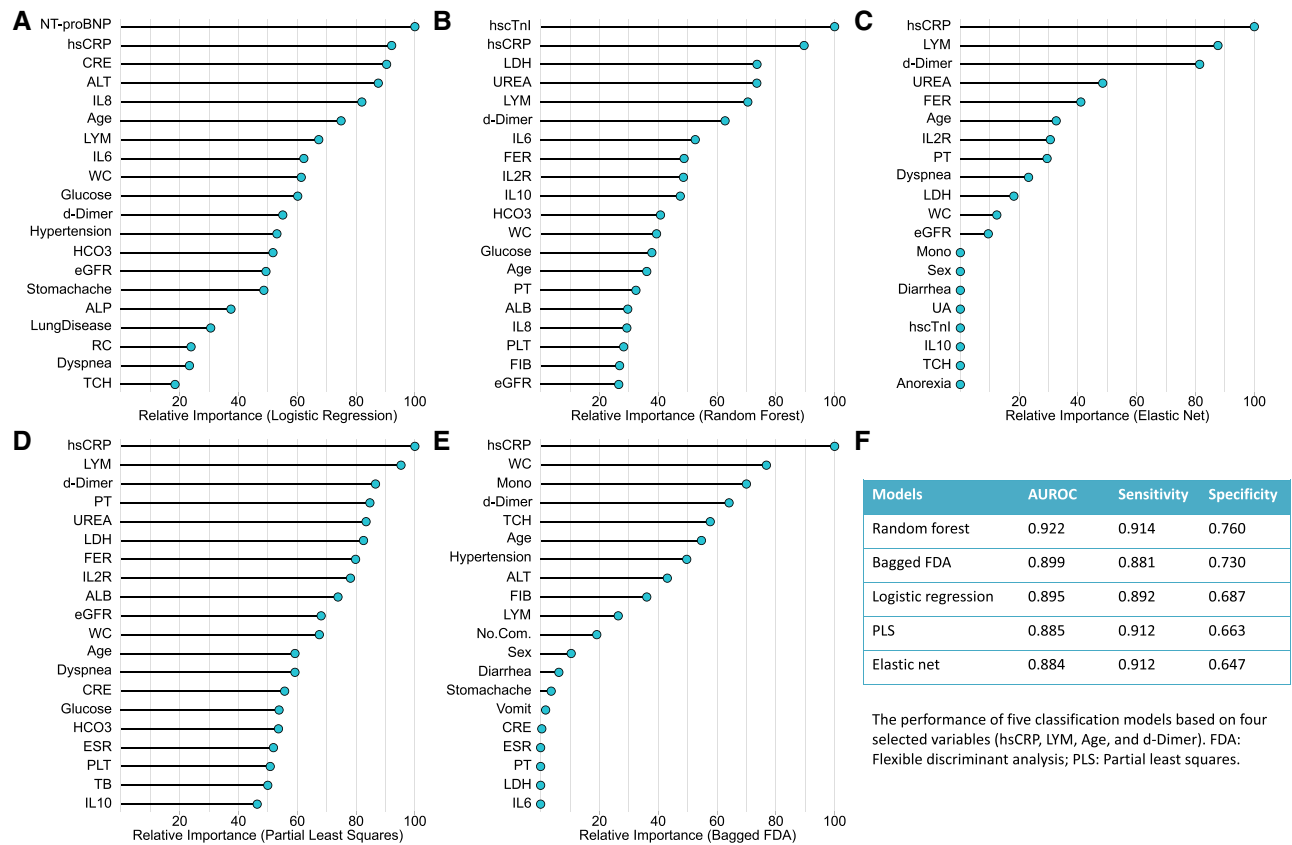 A
NT-proBNP
hsCRP
CRE
ALT
IL8
Age
LYM
IL6
WC
Glucose
d-Dimer
Hypertension
HCO3
eGFR
Stomachache
ALP
LungDisease
RC
Dyspnea
TCH
20 40 60 80 100
Relative Importance (Logistic Regression)
B
hscTnI
hsCRP
LDH
UREA
LYM
d-Dimer
IL6
FER
IL2R
IL10
HCO3
WC
Glucose
Age
PT
ALB
IL8
PLT
FIB
eGFR
20 40 60 80 100
Relative Importance (Random Forest)
C
hsCRP
LYM
d-Dimer
UREA
FER
Age
IL2R
PT
Dyspnea
LDH
WC
eGFR
Mono
Sex
Diarrhea
UA
hscTnI
IL10
TCH
Anorexia
20 40 60 80 100
Relative Importance (Elastic Net)
D
hsCRP
LYM
d-Dimer
PT
UREA
LDH
FER
IL2R
ALB
eGFR
WC
Age
Dyspnea
CRE
Glucose
HCO3
ESR
PLT
TB
IL10
20 40 60 80 100
Relative Importance (Partial Least Squares)
E
hsCRP
WC
Mono
d-Dimer
TCH
Age
Hypertension
ALT
FIB
LYM
No.Com.
Sex
Diarrhea
Stomachache
Vomit
CRE
ESR
PT
LDH
IL6
20 40 60 80 100
Relative Importance (Bagged FDA)
F
Models AUROC Sensitivity Specificity
Random forest 0.922 0.914 0.760
Bagged FDA 0.899 0.881 0.730
Logistic regression 0.895 0.892 0.687
PLS 0.885 0.912 0.663
Elastic net 0.884 0.912 0.647
The performance of five classification models based on four
selected variables (hsCRP, LYM, Age, and d-Dimer). FDA:
Flexible discriminant analysis; PLS: Partial least squares.